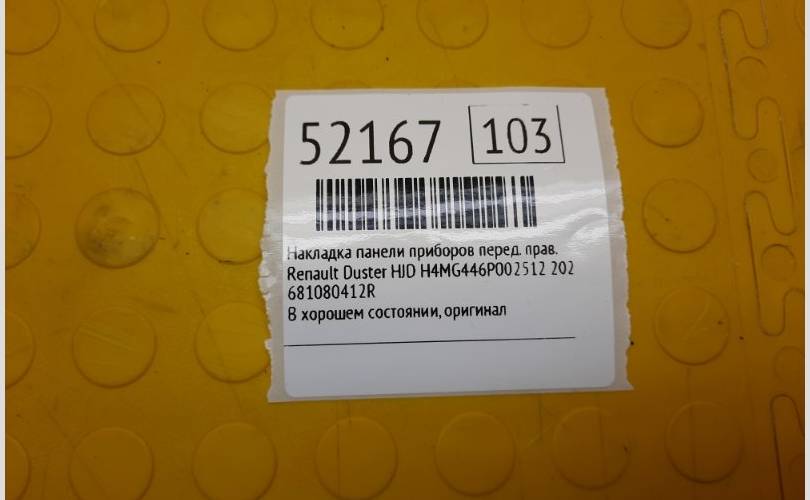 52167 103
Накладка панели приборов перед. прав.
Renault Duster HJD H4MG446P002512 202
681080412R
В хорошем состоянии, оригинал